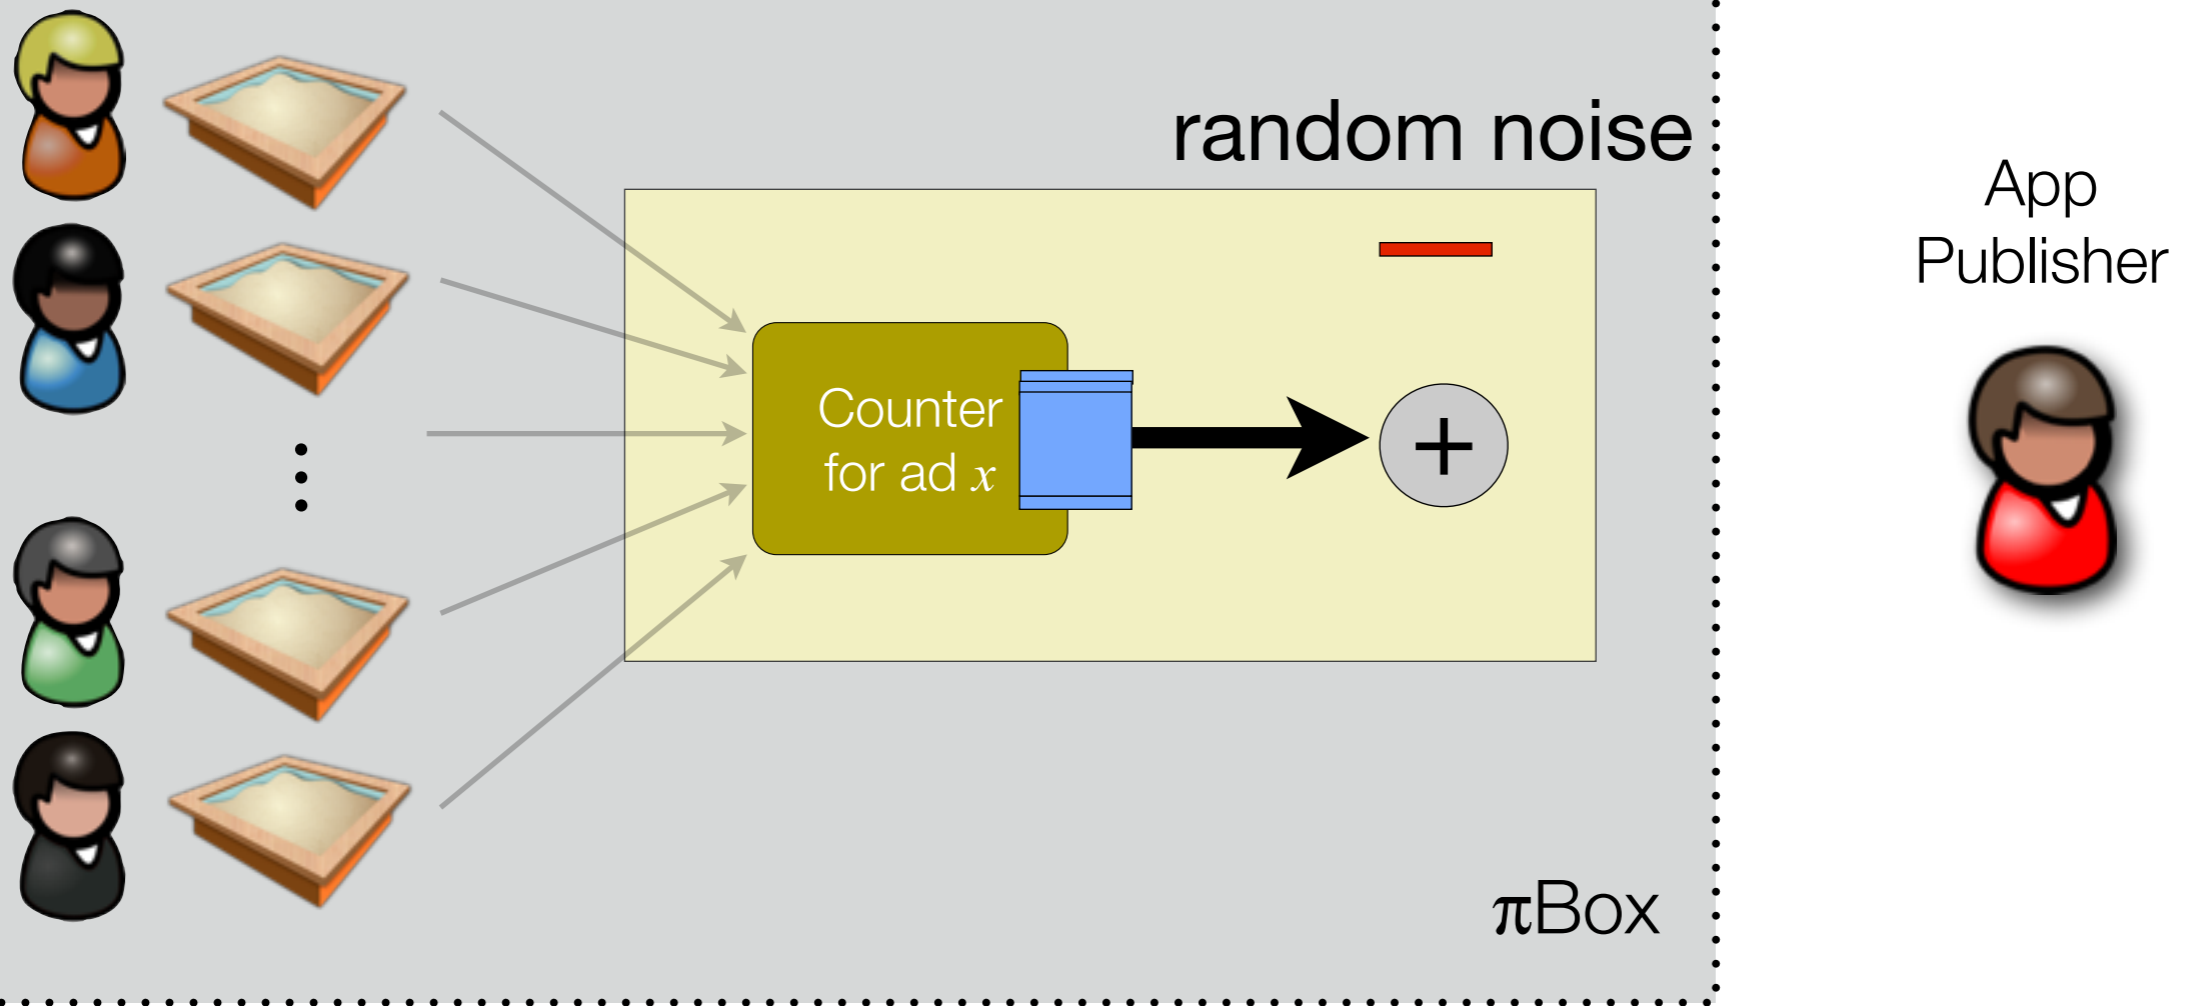 random noise
App
Publisher
Counter
for ad x
+
πBox